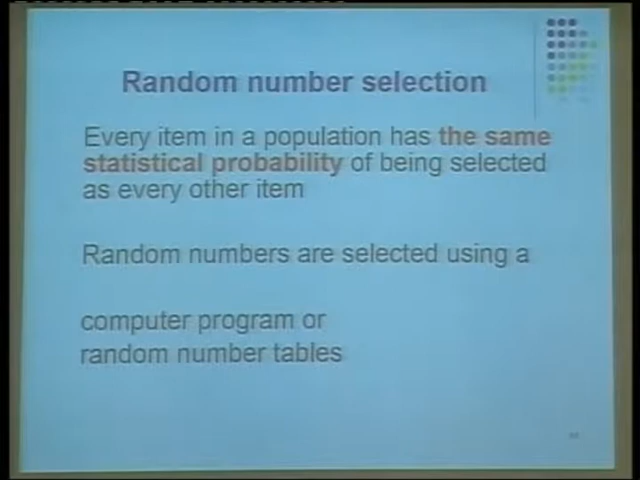 Random number selection
Every item in a population has the same
statistical probability of being selected
as every other item
Random numbers are selected using a
computer program or
random number tables